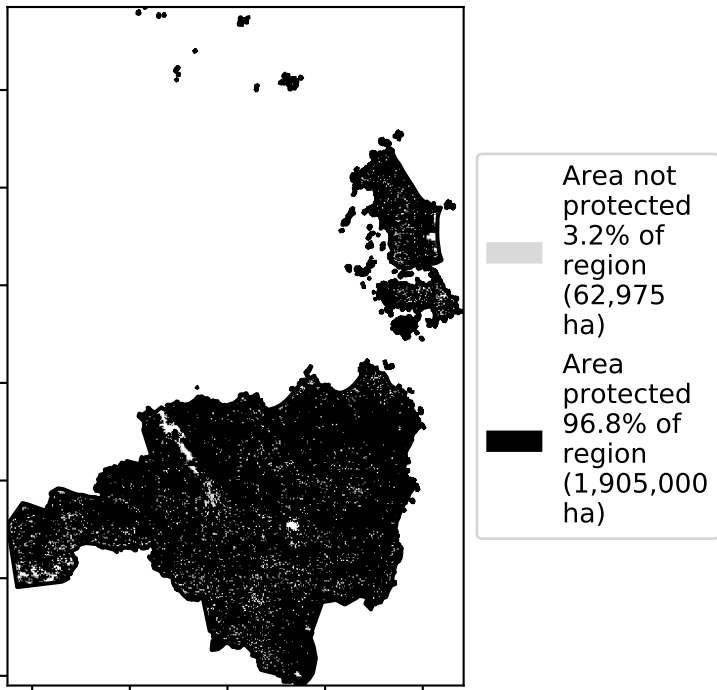 Area not
protected
3.2% of
region
(62,975
ha)
Area
protected
96.8% of
region
(1,905,000
ha)